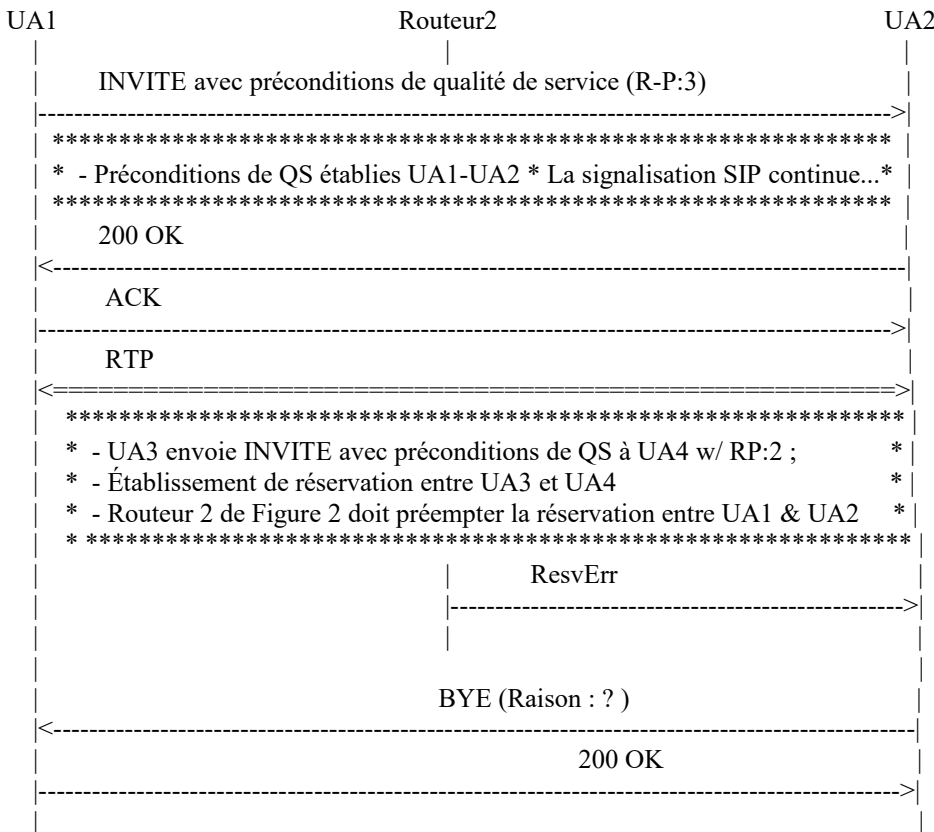 UA1 Routeur2 UA2
INVITE avec préconditions de qualité de service (R-P:3)
|----------------------------------------------------------------------------------------->|
*****************************************************************
* - Préconditions de QS établies UA1-UA2 * La signalisation SIP continue...*
*****************************************************************
200 OK
|<-----------------------------------------------------------------------------------------|
ACK
|----------------------------------------------------------------------------------------->|
RTP
|<========================================================>|
*****************************************************************
* - UA3 envoie INVITE avec préconditions de QS à UA4 w/ RP:2 ; *
* - Établissement de réservation entre UA3 et UA4 *
* - Routeur 2 de Figure 2 doit préempter la réservation entre UA1 & UA2 *
* ****************************************************************
ResvErr
|----------------------------------------------->|
BYE (Raison : ? )
|<-----------------------------------------------------------------------------------------|
200 OK
|----------------------------------------------------------------------------------------->|